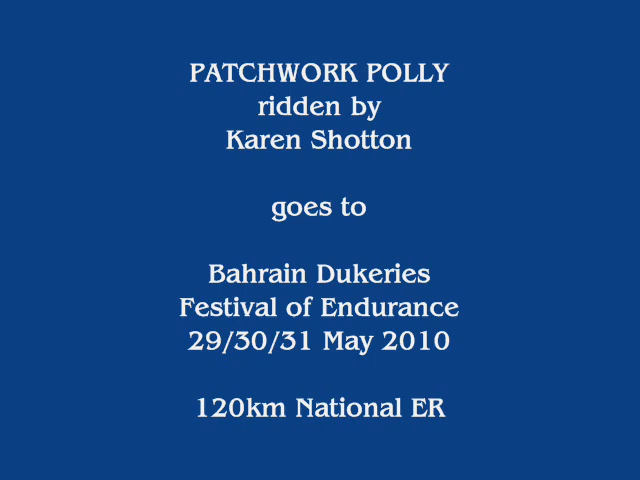 PATCHWORK POLLY
ridden by
Karen Shotton
goes to
Bahrain Dukeries
Festival of Endurance
29/30/31 May 2010
120km National ER